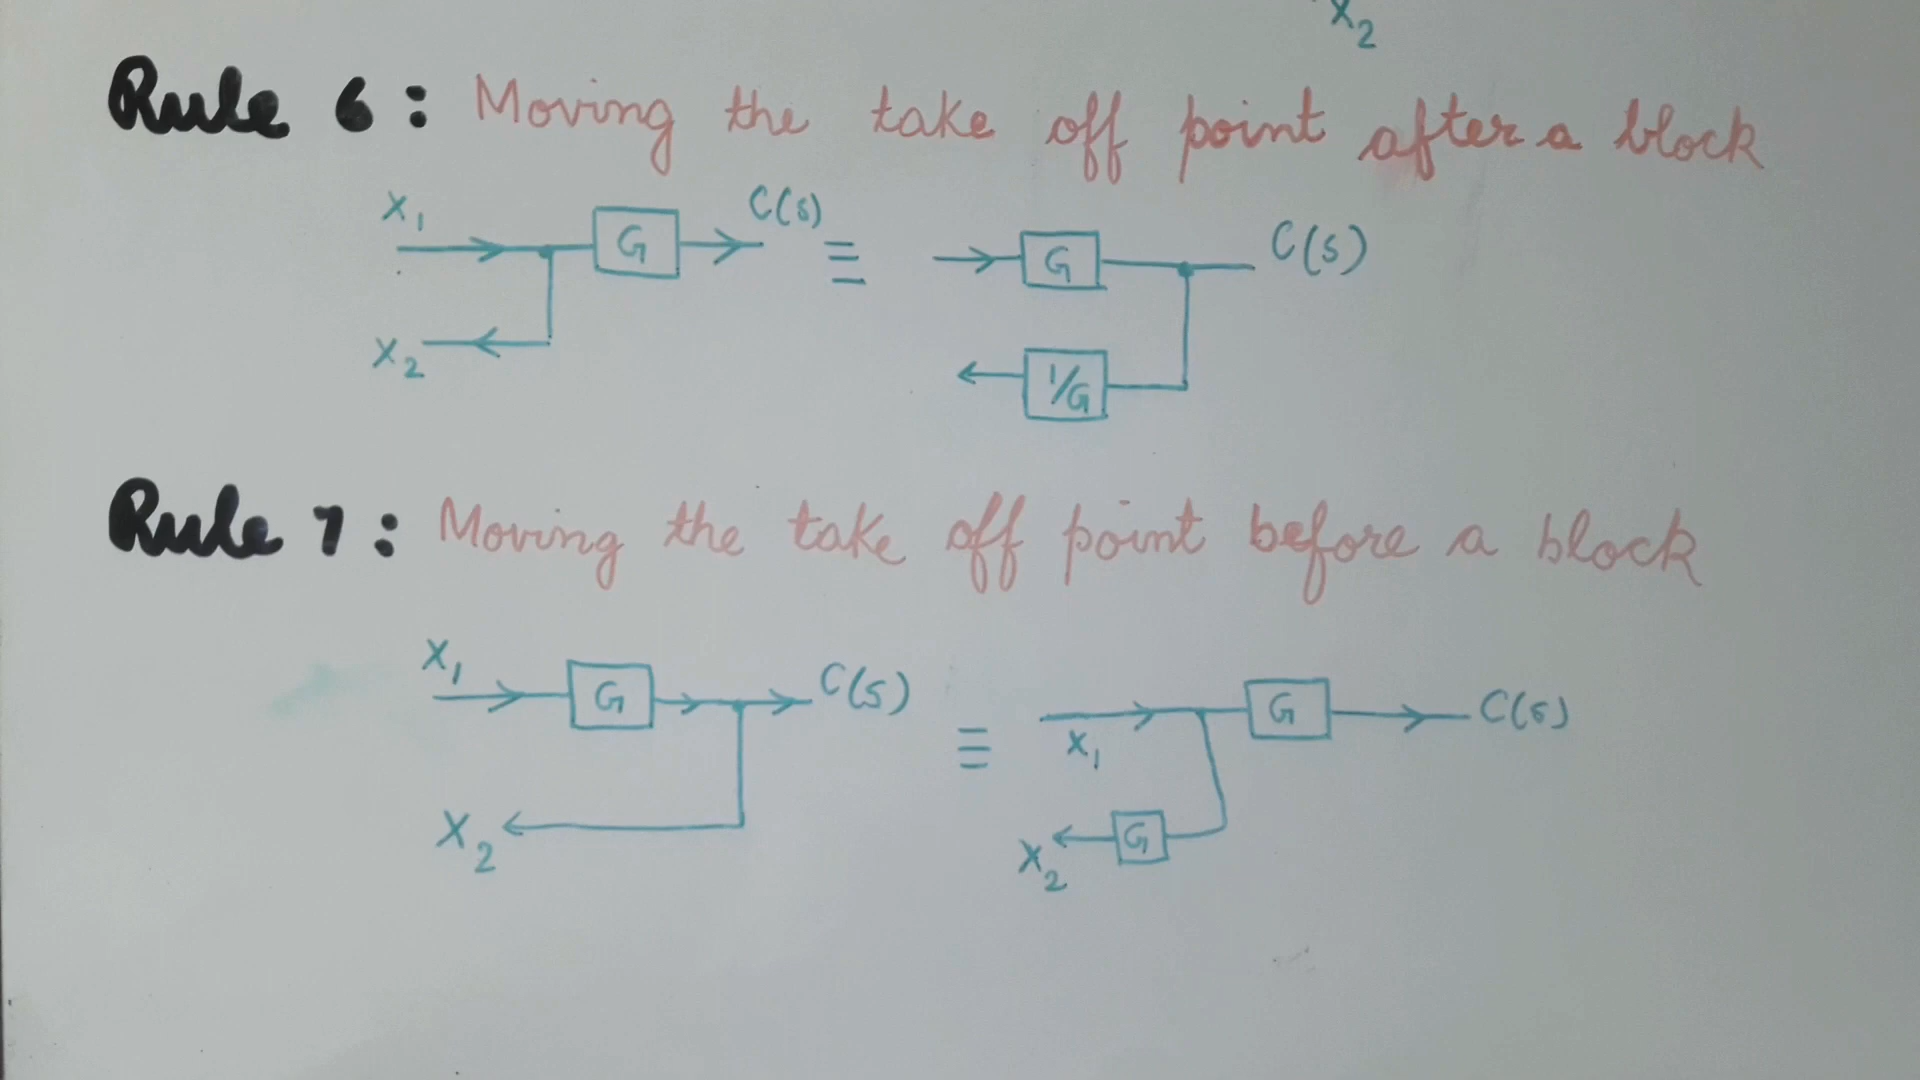 X2
Rule 6: Moving the take off point after a block
X1 G C(s) ≡ G C(s)
X2 1/G
Rule 7: Moving the take off point before a block
X1 G C(s) ≡ X1 G C(s)
X2 X2 G